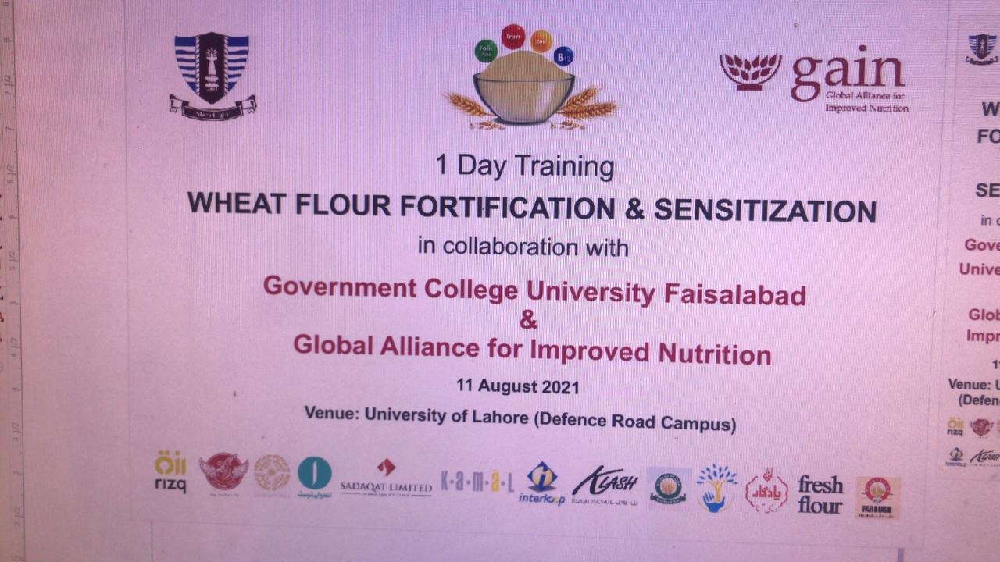 Folic
Acid
Iron
Zinc
B12
gain
Global Alliance for
Improved Nutrition
1 Day Training
WHEAT FLOUR FORTIFICATION & SENSITIZATION
in collaboration with
Government College University Faisalabad
&
Global Alliance for Improved Nutrition
11 August 2021
Venue: University of Lahore (Defence Road Campus)
rizq
SADAQAT LIMITED
K·a·m·a·L
interloop
KLASH
یادگار
fresh
flour
W
FO
SE
in c
Gove
Unive
Glob
Impr
1
Venue: U
(Defen
rizq